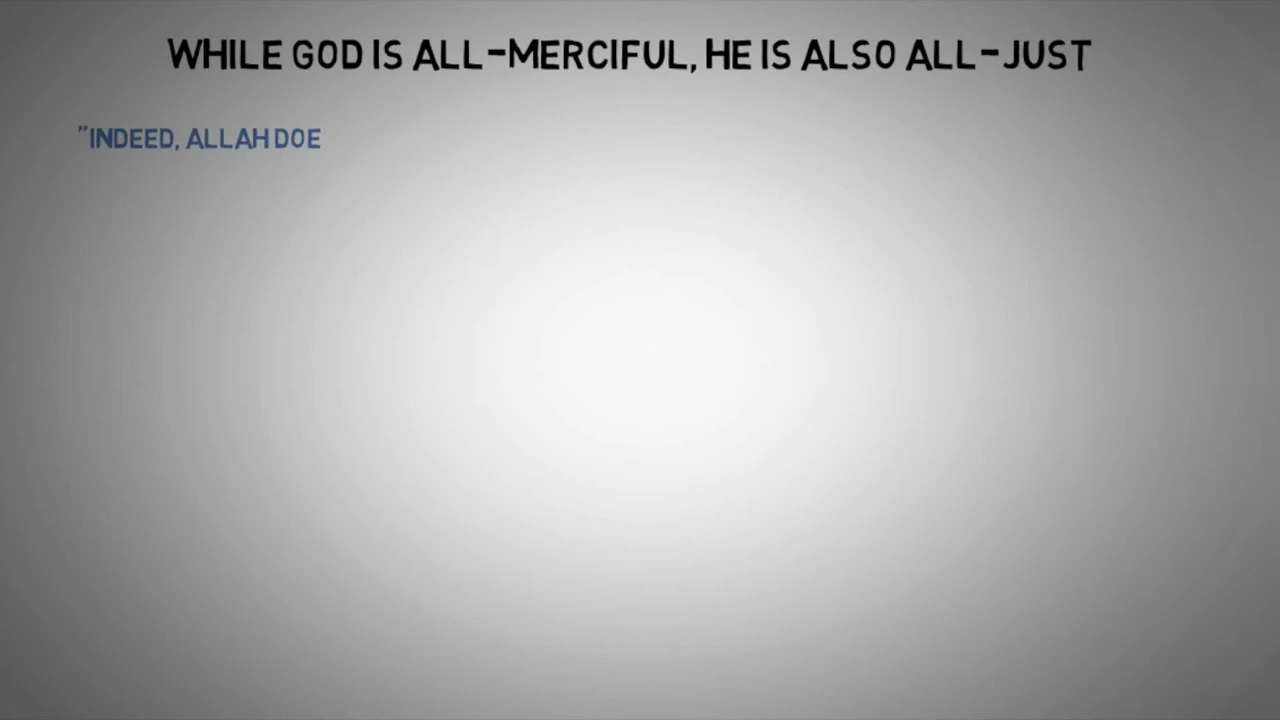 WHILE GOD IS ALL-MERCIFUL, HE IS ALSO ALL-JUST
"INDEED, ALLAH DOE